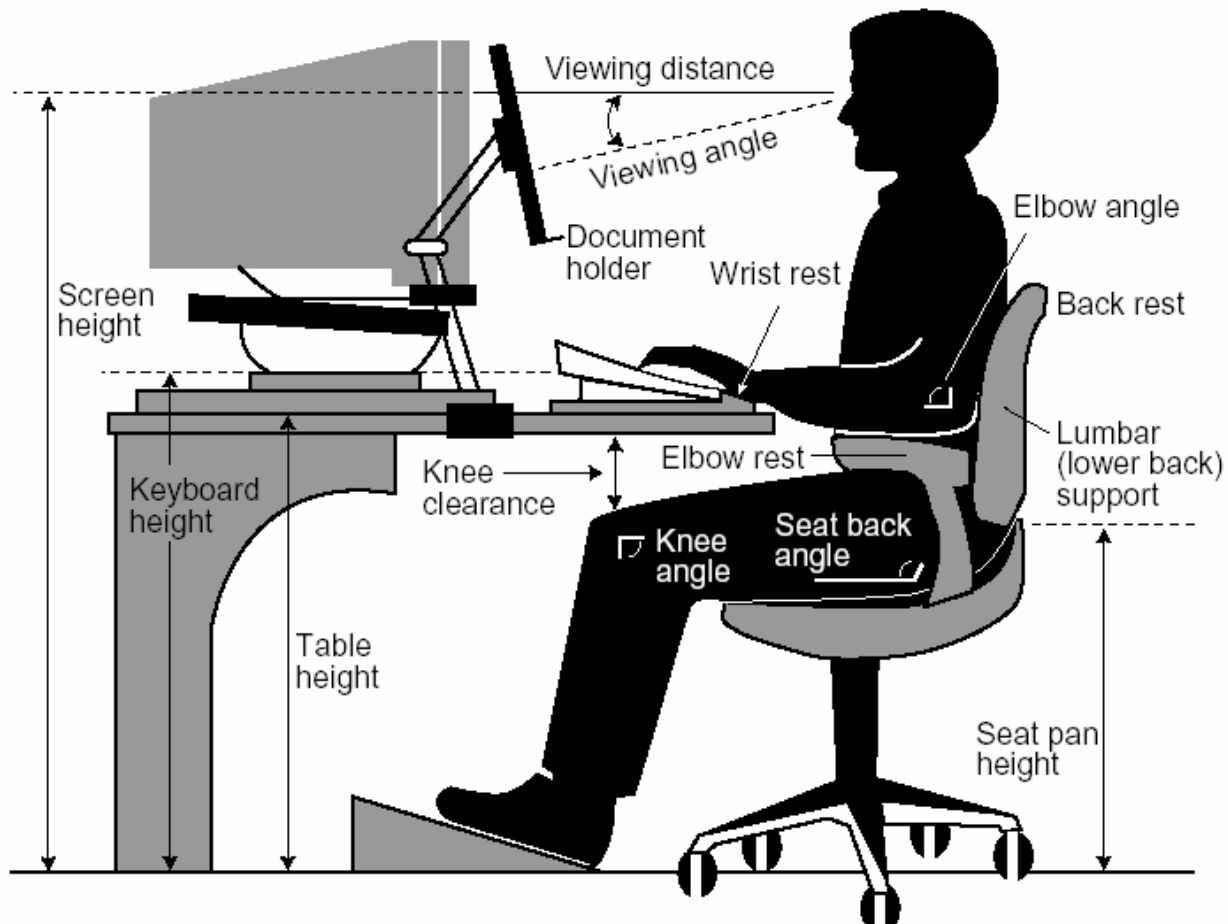 Viewing distance
Viewing angle
Elbow angle
Document
holder
Wrist rest
Screen
height
Back rest
Knee
clearance
Elbow rest
Lumbar
(lower back)
support
Keyboard
height
Knee
angle
Seat back
angle
Table
height
Seat pan
height